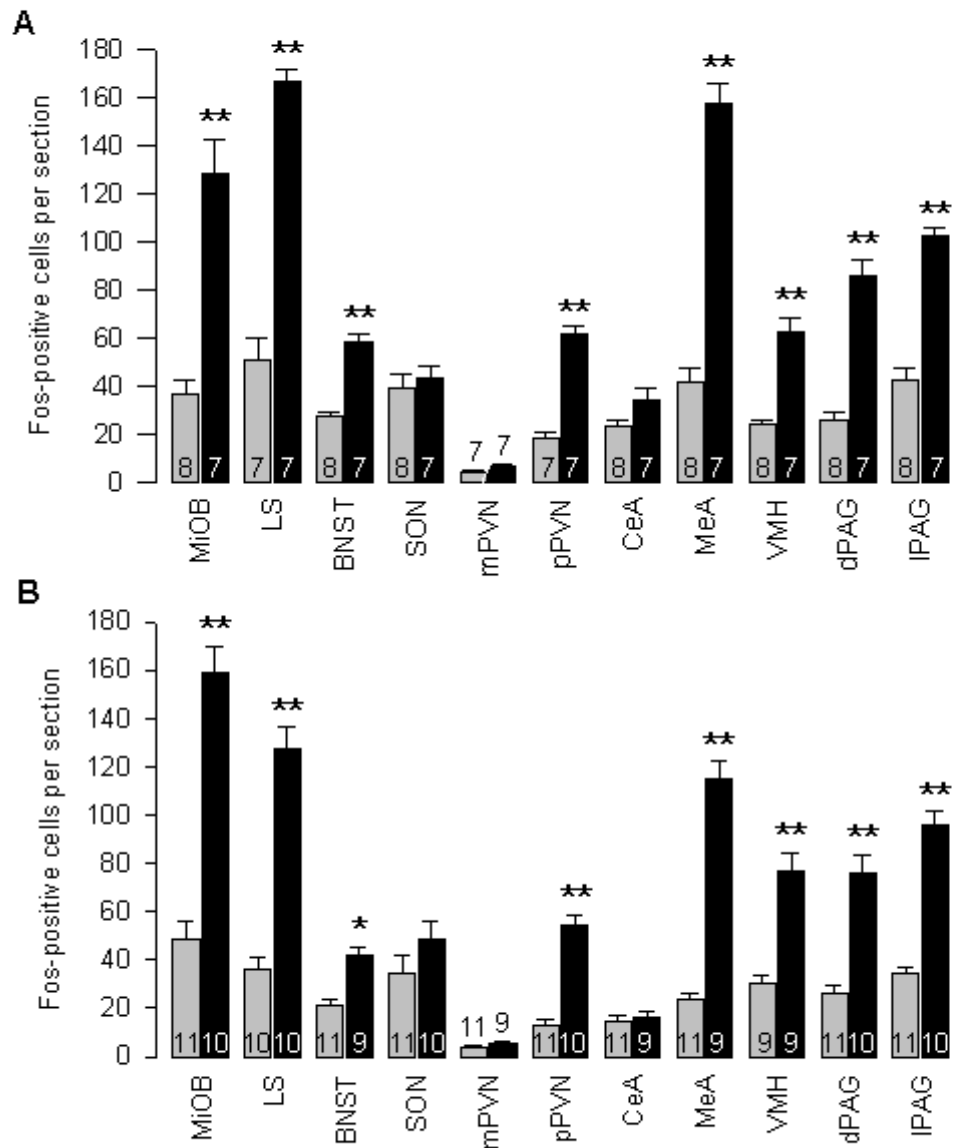 A
Fos-positive cells per section
180
160
140
120
100
80
60
40
20
0
** ** ** ** ** ** ** **
8 7 7 7 8 7 8 7 7 7 7 7 8 7 8 7 8 7 8 7 8 7
MiOB LS BNST SON mPVN pPVN CeA MeA VMH dPAG lPAG
B
Fos-positive cells per section
180
160
140
120
100
80
60
40
20
0
** ** * ** ** ** ** **
11 10 10 10 11 9 11 10 11 9 11 10 11 9 11 9 9 9 11 10 11 10
MiOB LS BNST SON mPVN pPVN CeA MeA VMH dPAG lPAG